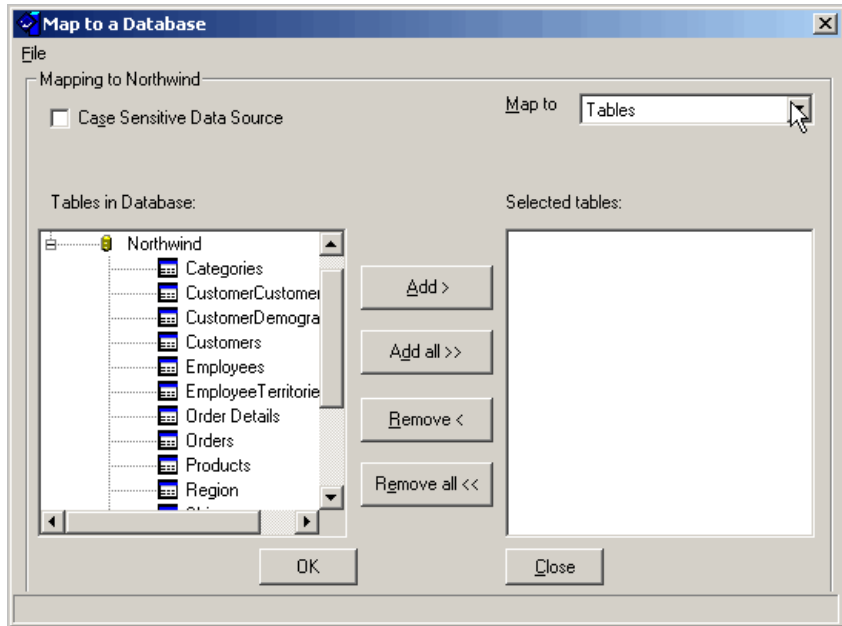 Map to a Database
File
Mapping to Northwind
Case Sensitive Data Source
Map to
Tables
Tables in Database:
Selected tables:
Northwind
Categories
CustomerCustomer
CustomerDemogra
Customers
Employees
EmployeeTerritorie
Order Details
Orders
Products
Region
Add >
Add all >>
Remove <
Remove all <<
OK
Close